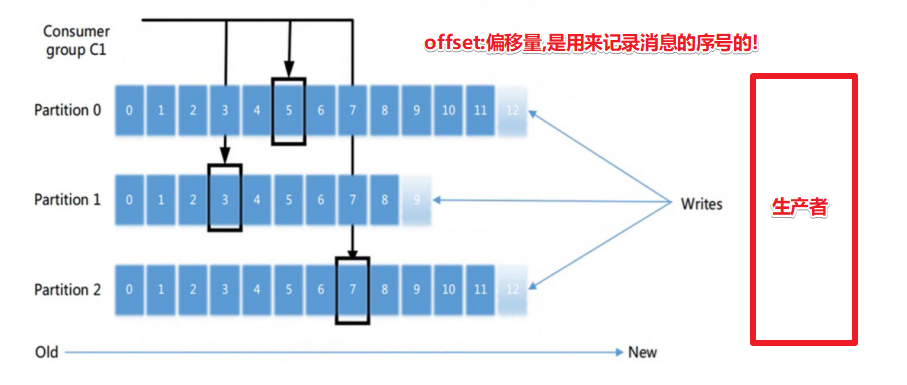 Consumer
group C1
offset:偏移量,是用来记录消息的序号的!
Partition 0
0 1 2 3 4 5 6 7 8 9 10 11 12
Partition 1
0 1 2 3 4 5 6 7 8 9
Writes
生产者
Partition 2
0 1 2 3 4 5 6 7 8 9 10 11 12
Old
New